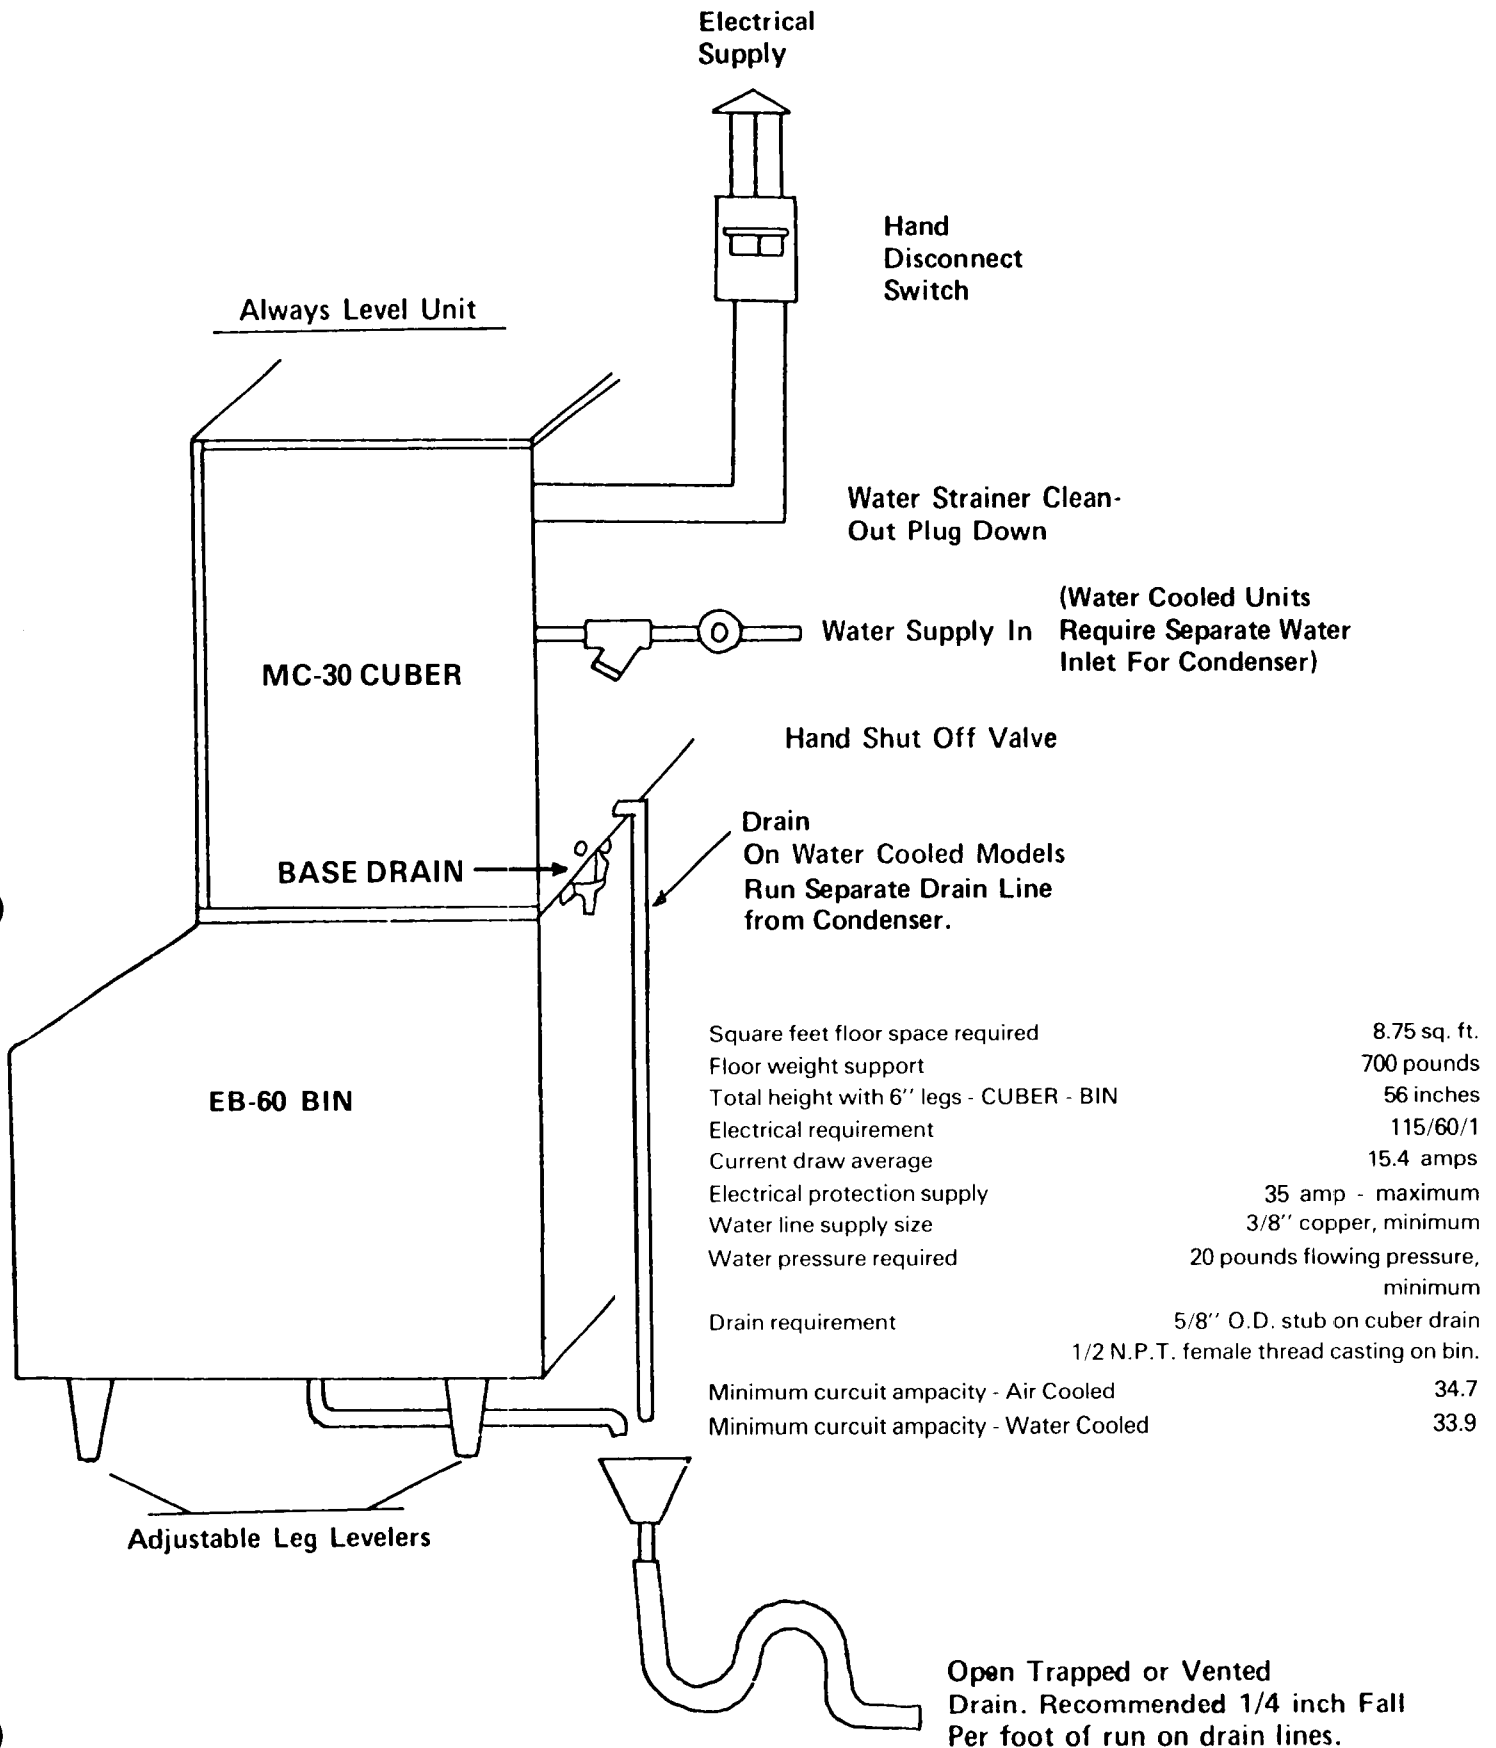 Electrical
Supply
Hand
Disconnect
Switch
Always Level Unit
Water Strainer Clean-
Out Plug Down
(Water Cooled Units
Water Supply In Require Separate Water
Inlet For Condenser)
MC-30 CUBER
Hand Shut Off Valve
Drain
On Water Cooled Models
BASE DRAIN
Run Separate Drain Line
from Condenser.
Square feet floor space required 8.75 sq. ft.
Floor weight support 700 pounds
Total height with 6'' legs - CUBER - BIN 56 inches
EB-60 BIN
Electrical requirement 115/60/1
Current draw average 15.4 amps
Electrical protection supply 35 amp - maximum
Water line supply size 3/8'' copper, minimum
Water pressure required 20 pounds flowing pressure,
minimum
Drain requirement 5/8'' O.D. stub on cuber drain
1/2 N.P.T. female thread casting on bin.
Minimum curcuit ampacity - Air Cooled 34.7
Minimum curcuit ampacity - Water Cooled 33.9
Adjustable Leg Levelers
Open Trapped or Vented
Drain. Recommended 1/4 inch Fall
Per foot of run on drain lines.